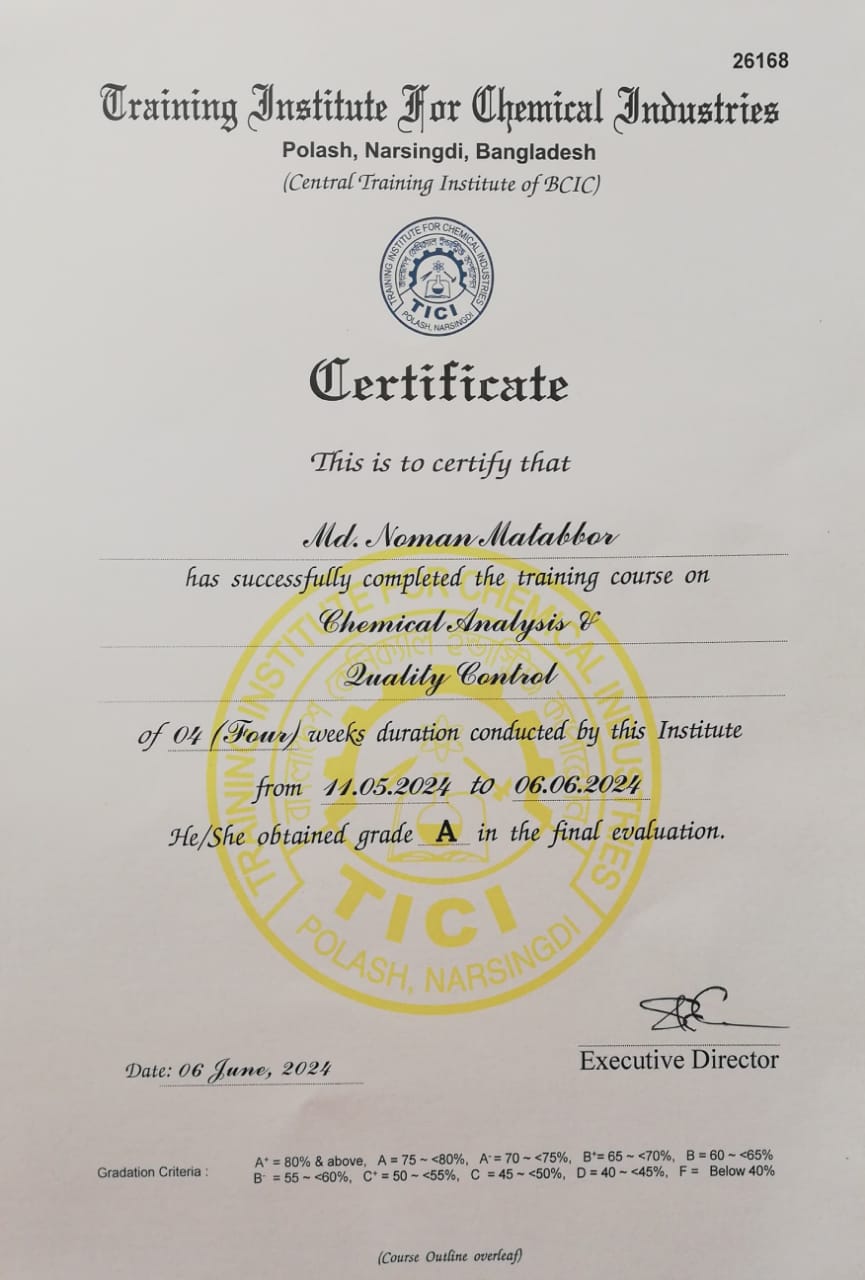 26168
Training Institute For Chemical Industries
Polash, Narsingdi, Bangladesh
(Central Training Institute of BCIC)
TRAINING INSTITUTE FOR CHEMICAL INDUSTRIES
TICI
POLASH, NARSINGDI
Certificate
This is to certify that
Md. Noman Matabbor
has successfully completed the training course on
Chemical Analysis &
Quality Control
of 04 (Four) weeks duration conducted by this Institute
from 11.05.2024 to 06.06.2024
He/She obtained grade A in the final evaluation.
TRAINING INSTITUTE FOR CHEMICAL INDUSTRIES
TICI
POLASH, NARSINGDI
Executive Director
Date: 06 June, 2024
Gradation Criteria :
A⁺ = 80% & above, A = 75 ~ <80%, A⁻ = 70 ~ <75%, B⁺= 65 ~ <70%, B = 60 ~ <65%
B⁻ = 55 ~ <60%, C⁺ = 50 ~ <55%, C = 45 ~ <50%, D = 40 ~ <45%, F = Below 40%
(Course Outline overleaf)